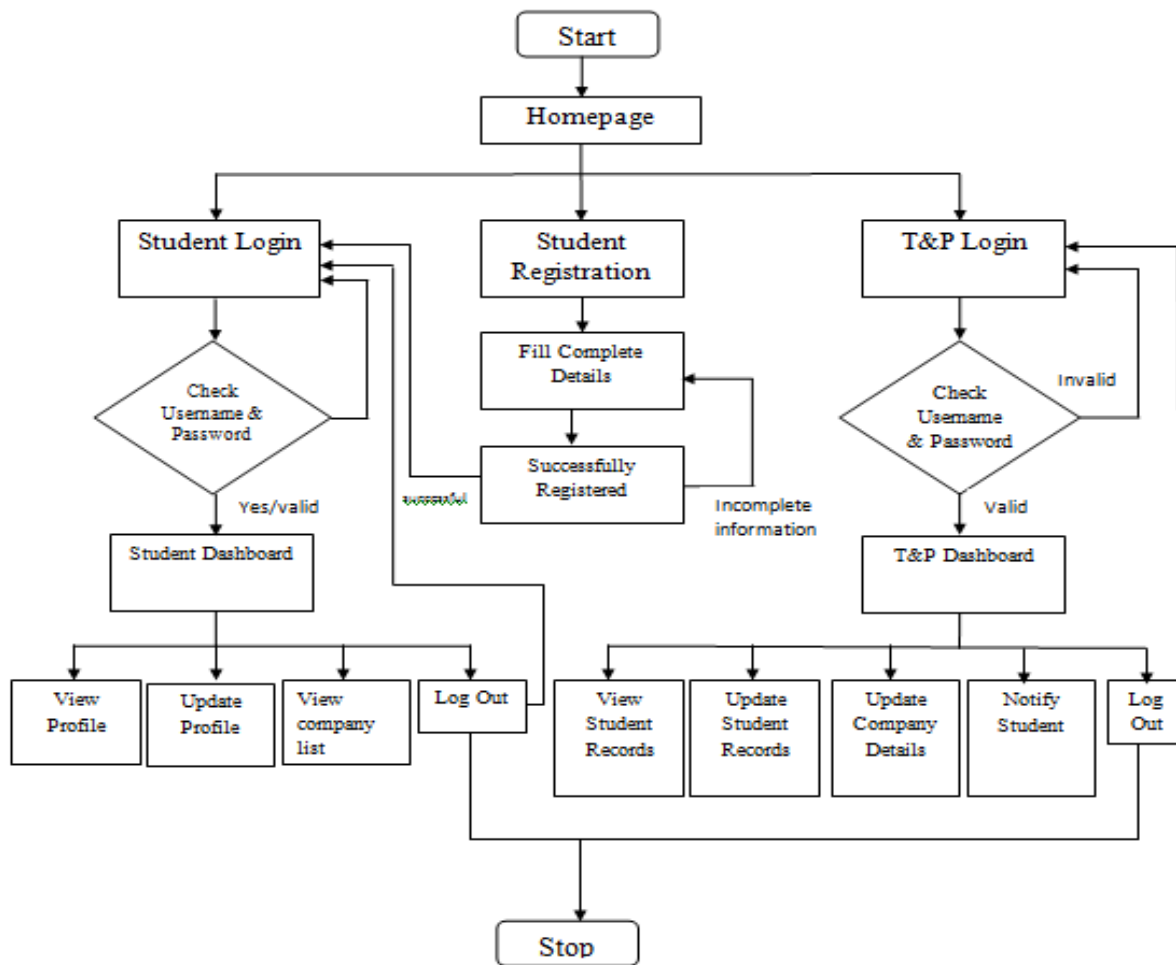 Start
Homepage
Student Login
Student
Registration
T&P Login
Fill Complete
Details
Check
Username &
Password
Invalid
Check
Username
& Password
Successfully
Registered
Yes/valid
Incomplete
information
Valid
Student Dashboard
T&P Dashboard
View
Profile
Update
Profile
View
company
list
Log Out
View
Student
Records
Update
Student
Records
Update
Company
Details
Notify
Student
Log
Out
Stop